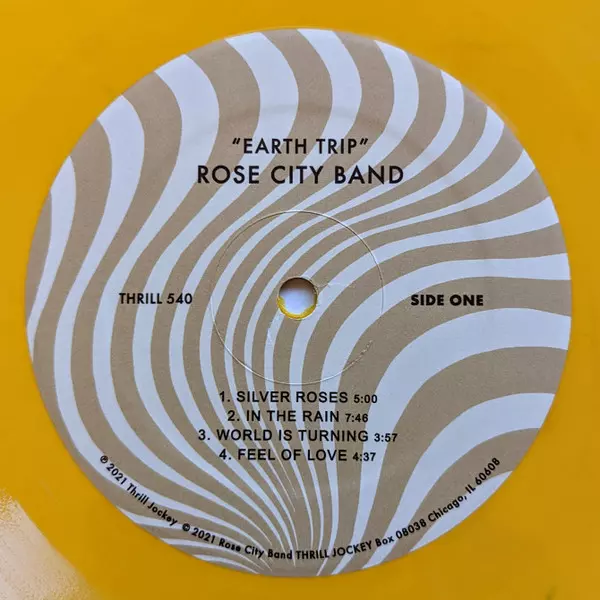 "EARTH TRIP"
ROSE CITY BAND
THRILL 540
SIDE ONE
1. SILVER ROSES 5:00
2. IN THE RAIN 7:46
3. WORLD IS TURNING 3:57
4. FEEL OF LOVE 4:37
℗ 2021 Thrill Jockey © 2021 Rose City Band THRILL JOCKEY Box 08038 Chicago, IL 60608